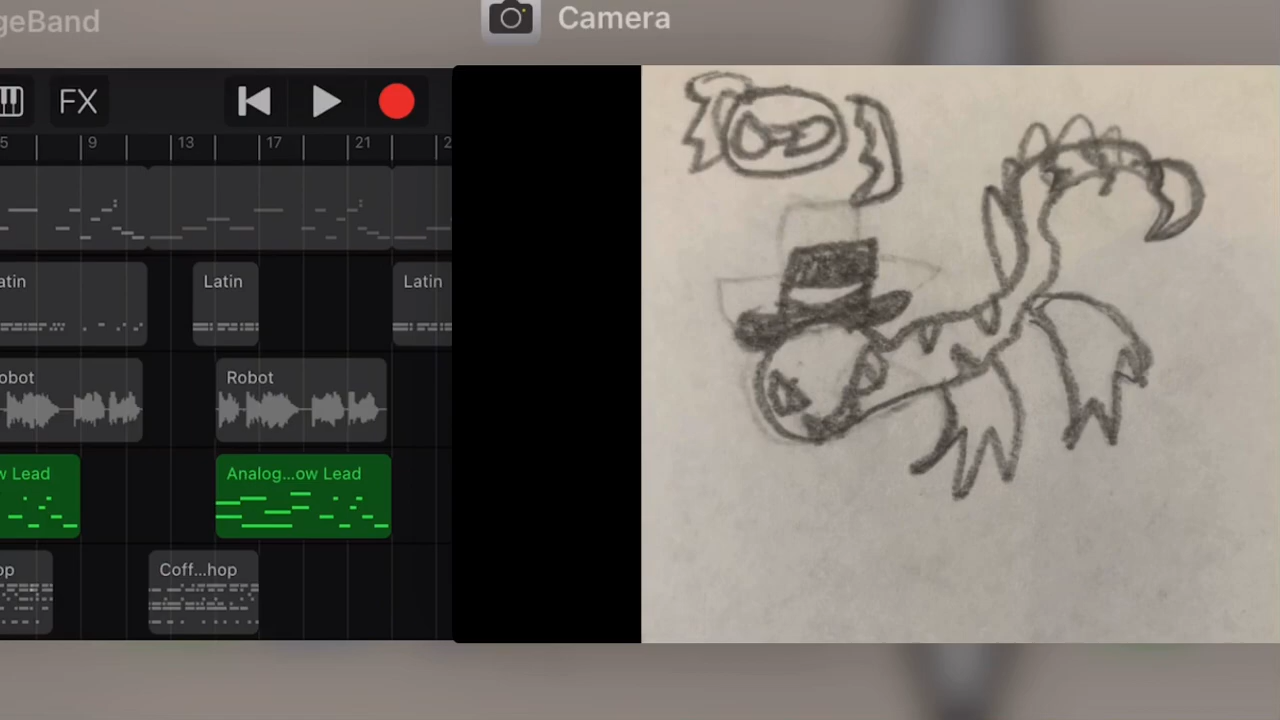 geBand
Camera
FX
5 9 13 17 21 2
atin
Latin
Latin
obot
Robot
w Lead
Analog...ow Lead
op
Coff...hop